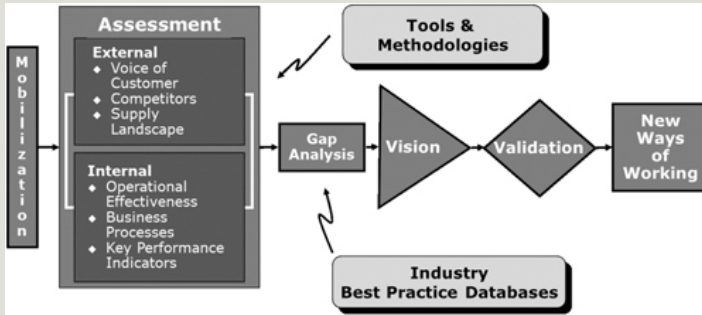 Mobilization
Assessment
External
◆ Voice of
Customer
◆ Competitors
◆ Supply
Landscape
Internal
◆ Operational
Effectiveness
◆ Business
Processes
◆ Key Performance
Indicators
Tools &
Methodologies
Gap
Analysis
Vision
Validation
New
Ways
of
Working
Industry
Best Practice Databases